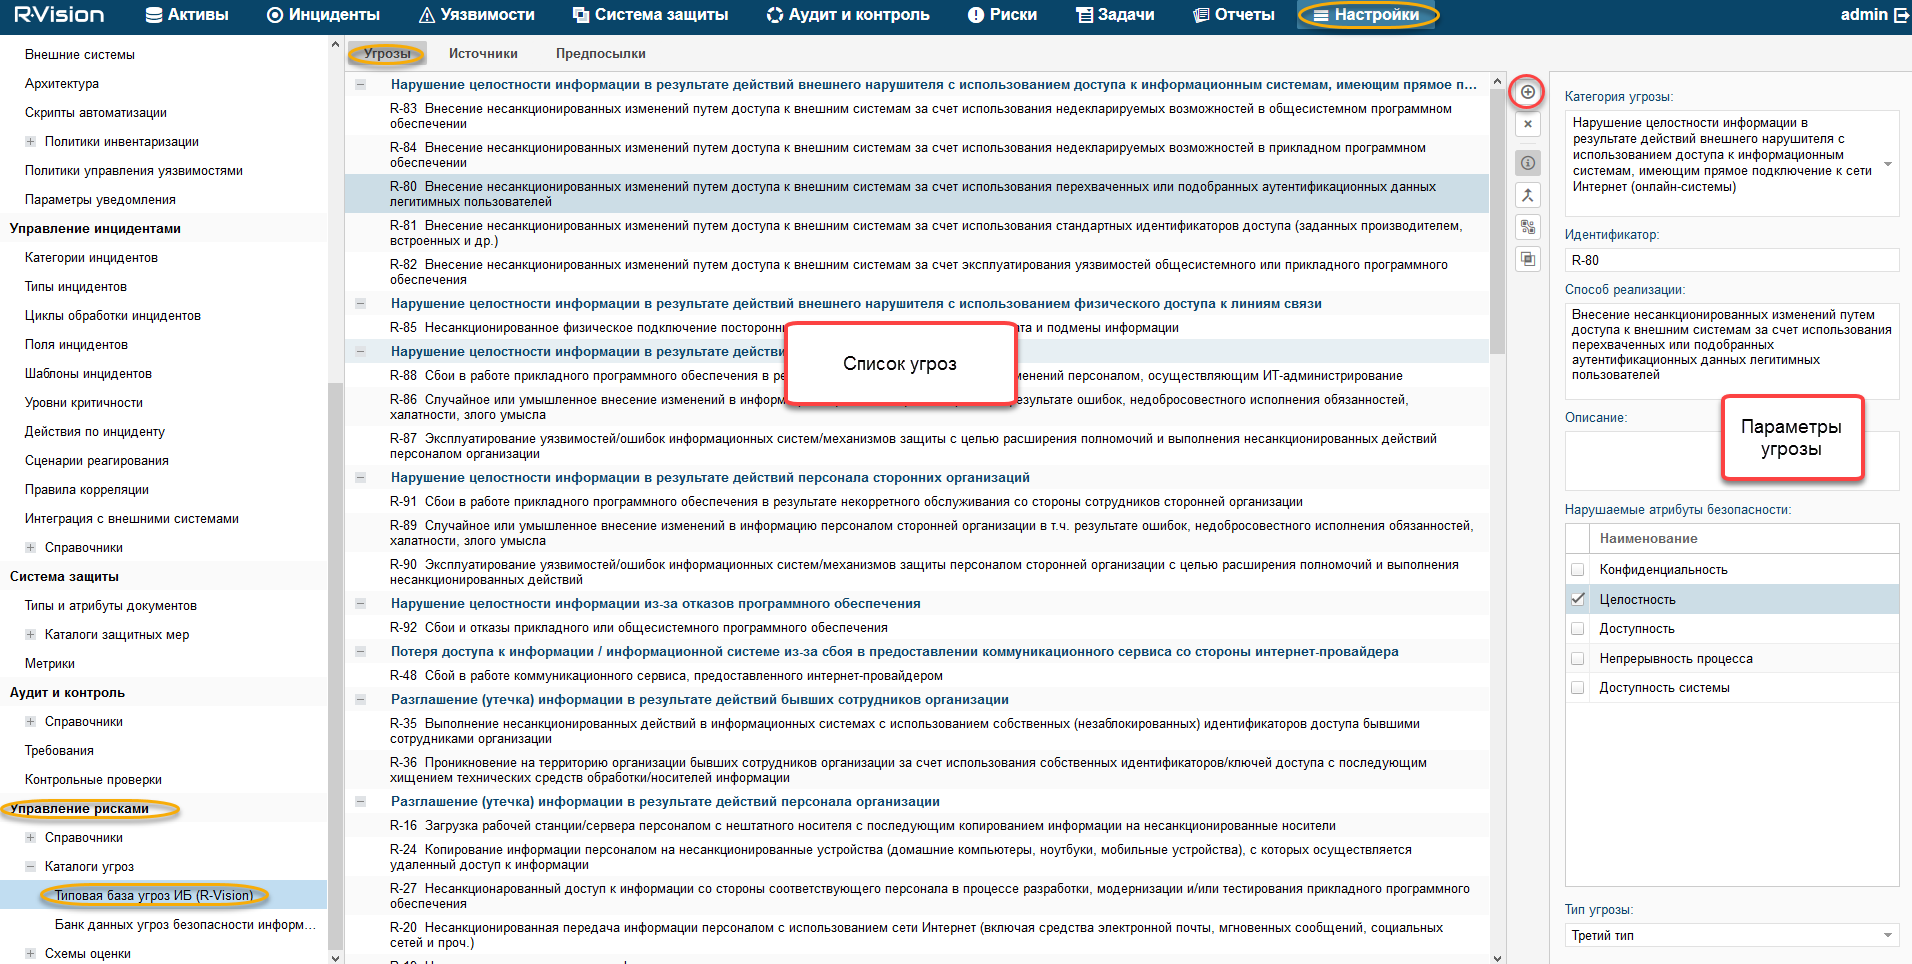 R·Vision
Активы
Инциденты
Уязвимости
Система защиты
Аудит и контроль
Риски
Задачи
Отчеты
Настройки
admin
Внешние системы
Архитектура
Скрипты автоматизации
Политики инвентаризации
Политики управления уязвимостями
Параметры уведомления
Управление инцидентами
Категории инцидентов
Типы инцидентов
Циклы обработки инцидентов
Поля инцидентов
Шаблоны инцидентов
Уровни критичности
Действия по инциденту
Сценарии реагирования
Правила корреляции
Интеграция с внешними системами
Справочники
Система защиты
Типы и атрибуты документов
Каталоги защитных мер
Метрики
Аудит и контроль
Справочники
Требования
Контрольные проверки
Управление рисками
Справочники
Каталоги угроз
Типовая база угроз ИБ (R-Vision)
Банк данных угроз безопасности информ...
Схемы оценки
Угрозы
Источники
Предпосылки
Нарушение целостности информации в результате действий внешнего нарушителя с использованием доступа к информационным системам, имеющим прямое п...
R-83 Внесение несанкционированных изменений путем доступа к внешним системам за счет использования недекларируемых возможностей в общесистемном программном
обеспечении
R-84 Внесение несанкционированных изменений путем доступа к внешним системам за счет использования недекларируемых возможностей в прикладном программном
обеспечении
R-80 Внесение несанкционированных изменений путем доступа к внешним системам за счет использования перехваченных или подобранных аутентификационных данных
легитимных пользователей
R-81 Внесение несанкционированных изменений путем доступа к внешним системам за счет использования стандартных идентификаторов доступа (заданных производителем,
встроенных и др.)
R-82 Внесение несанкционированных изменений путем доступа к внешним системам за счет эксплуатирования уязвимостей общесистемного или прикладного программного
обеспечения
Нарушение целостности информации в результате действий внешнего нарушителя с использованием физического доступа к линиям связи
R-85 Несанкционированное физическое подключение посторонни та и подмены информации
Нарушение целостности информации в результате действи
R-88 Сбои в работе прикладного программного обеспечения в ре менений персоналом, осуществляющим ИТ-администрирование
R-86 Случайное или умышленное внесение изменений в информ результате ошибок, недобросовестного исполнения обязанностей,
халатности, злого умысла
R-87 Эксплуатирование уязвимостей/ошибок информационных систем/механизмов защиты с целью расширения полномочий и выполнения несанкционированных действий
персоналом организации
Нарушение целостности информации в результате действий персонала сторонних организаций
R-91 Сбои в работе прикладного программного обеспечения в результате некорретного обслуживания со стороны сотрудников сторонней организации
R-89 Случайное или умышленное внесение изменений в информацию персоналом сторонней организации в т.ч. результате ошибок, недобросовестного исполнения обязанностей,
халатности, злого умысла
R-90 Эксплуатирование уязвимостей/ошибок информационных систем/механизмов защиты персоналом сторонней организации с целью расширения полномочий и выполнения
несанкционированных действий
Нарушение целостности информации из-за отказов программного обеспечения
R-92 Сбои и отказы прикладного или общесистемного программного обеспечения
Потеря доступа к информации / информационной системе из-за сбоя в предоставлении коммуникационного сервиса со стороны интернет-провайдера
R-48 Сбой в работе коммуникационного сервиса, предоставленного интернет-провайдером
Разглашение (утечка) информации в результате действий бывших сотрудников организации
R-35 Выполнение несанкционированных действий в информационных системах с использованием собственных (незаблокированных) идентификаторов доступа бывшими
сотрудниками организации
R-36 Проникновение на территорию организации бывших сотрудников организации за счет использования собственных идентификаторов/ключей доступа с последующим
хищением технических средств обработки/носителей информации
Разглашение (утечка) информации в результате действий персонала организации
R-16 Загрузка рабочей станции/сервера персоналом с нештатного носителя с последующим копированием информации на несанкционированные носители
R-24 Копирование информации персоналом на несанкционированные устройства (домашние компьютеры, ноутбуки, мобильные устройства), с которых осуществляется
удаленный доступ к информации
R-27 Несанкционарованный доступ к информации со стороны соответствующего персонала в процессе разработки, модернизации и/или тестирования прикладного программного
обеспечения
R-20 Несанкционированная передача информации персоналом с использованием сети Интернет (включая средства электронной почты, мгновенных сообщений, социальных
сетей и проч.)
Список угроз
Категория угрозы:
Нарушение целостности информации в
результате действий внешнего нарушителя с
использованием доступа к информационным
системам, имеющим прямое подключение к сети
Интернет (онлайн-системы)
Идентификатор:
R-80
Способ реализации:
Внесение несанкционированных изменений путем
доступа к внешним системам за счет использования
перехваченных или подобранных
аутентификационных данных легитимных
пользователей
Описание:
Параметры
угрозы
Нарушаемые атрибуты безопасности:
Наименование
Конфиденциальность
Целостность
Доступность
Непрерывность процесса
Доступность системы
Тип угрозы:
Третий тип